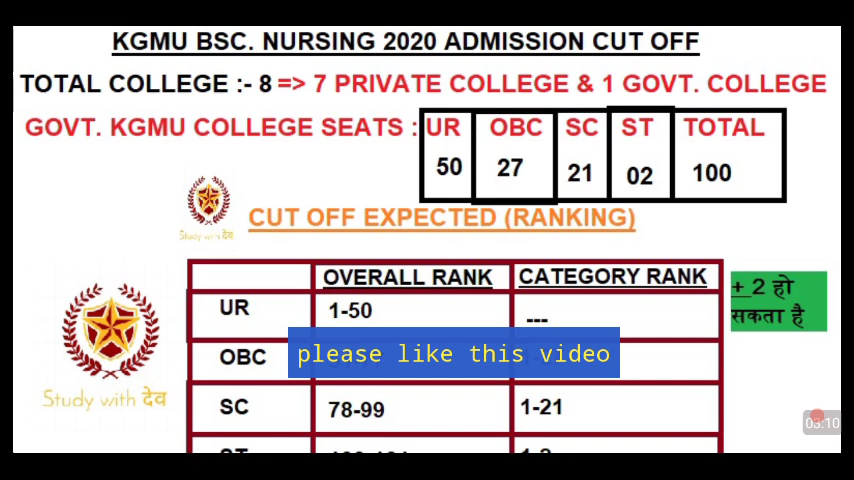 KGMU BSC. NURSING 2020 ADMISSION CUT OFF
TOTAL COLLEGE :- 8 => 7 PRIVATE COLLEGE & 1 GOVT. COLLEGE
GOVT. KGMU COLLEGE SEATS : UR OBC SC ST TOTAL
50 27 21 02 100
Study with देव
CUT OFF EXPECTED (RANKING)
OVERALL RANK CATEGORY RANK
+ 2 हो
सकता है
UR 1-50 ---
OBC
please like this video
Study with देव
SC 78-99 1-21
03:10